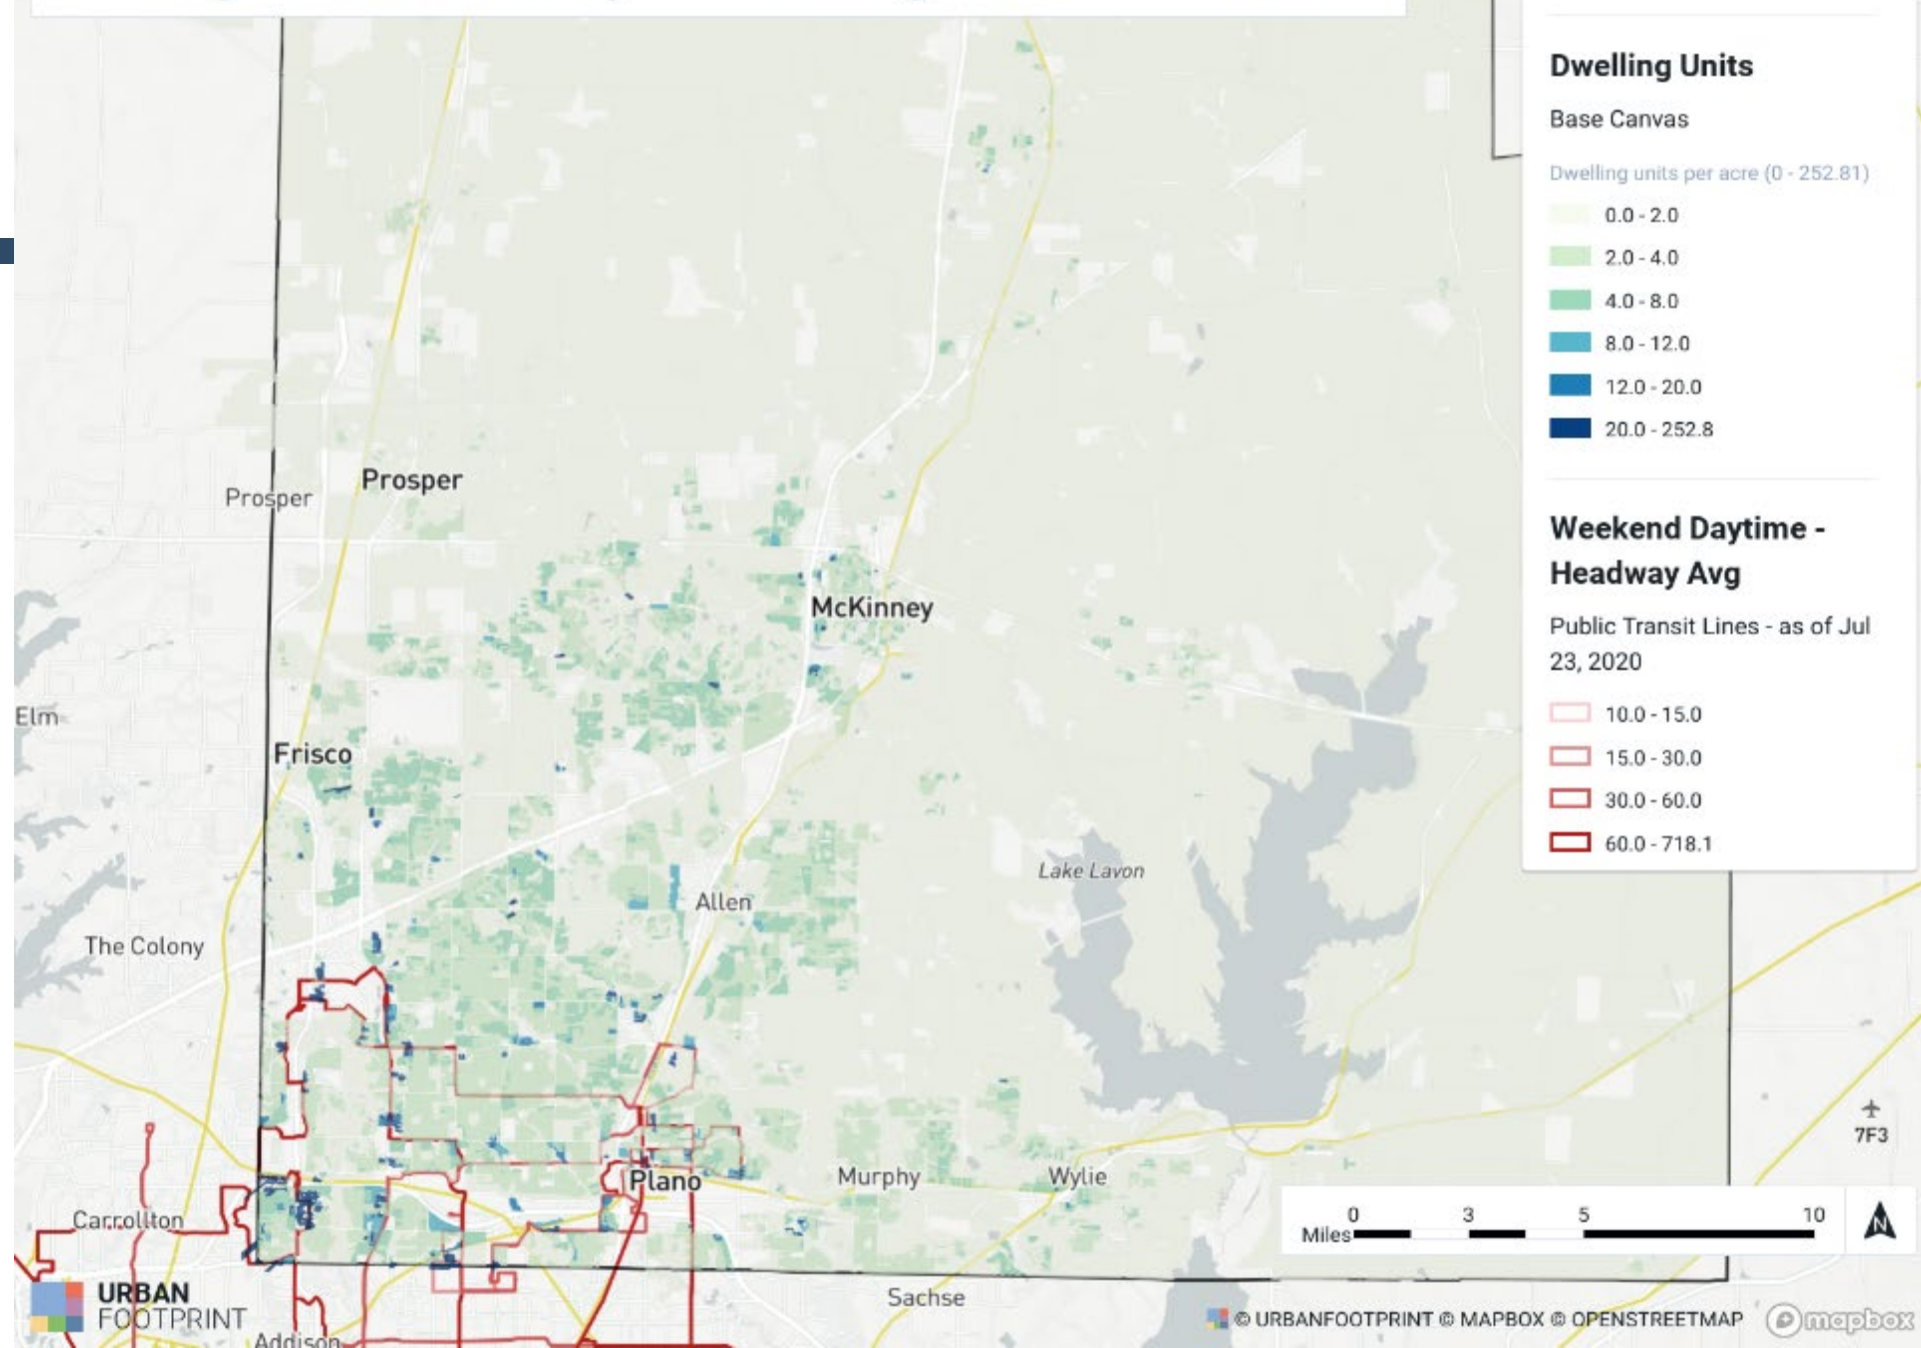 Dwelling Units
Base Canvas
Dwelling units per acre (0 - 252.81)
0.0 - 2.0
2.0 - 4.0
4.0 - 8.0
8.0 - 12.0
12.0 - 20.0
20.0 - 252.8
Weekend Daytime -
Headway Avg
Public Transit Lines - as of Jul
23, 2020
10.0 - 15.0
15.0 - 30.0
30.0 - 60.0
60.0 - 718.1
Prosper
Prosper
McKinney
Elm
Frisco
Lake Lavon
Allen
The Colony
7F3
Plano
Murphy
Wylie
Carrollton
0 3 5 10
Miles
N
URBAN
FOOTPRINT
Sachse
Addison
© URBANFOOTPRINT © MAPBOX © OPENSTREETMAP
mapbox